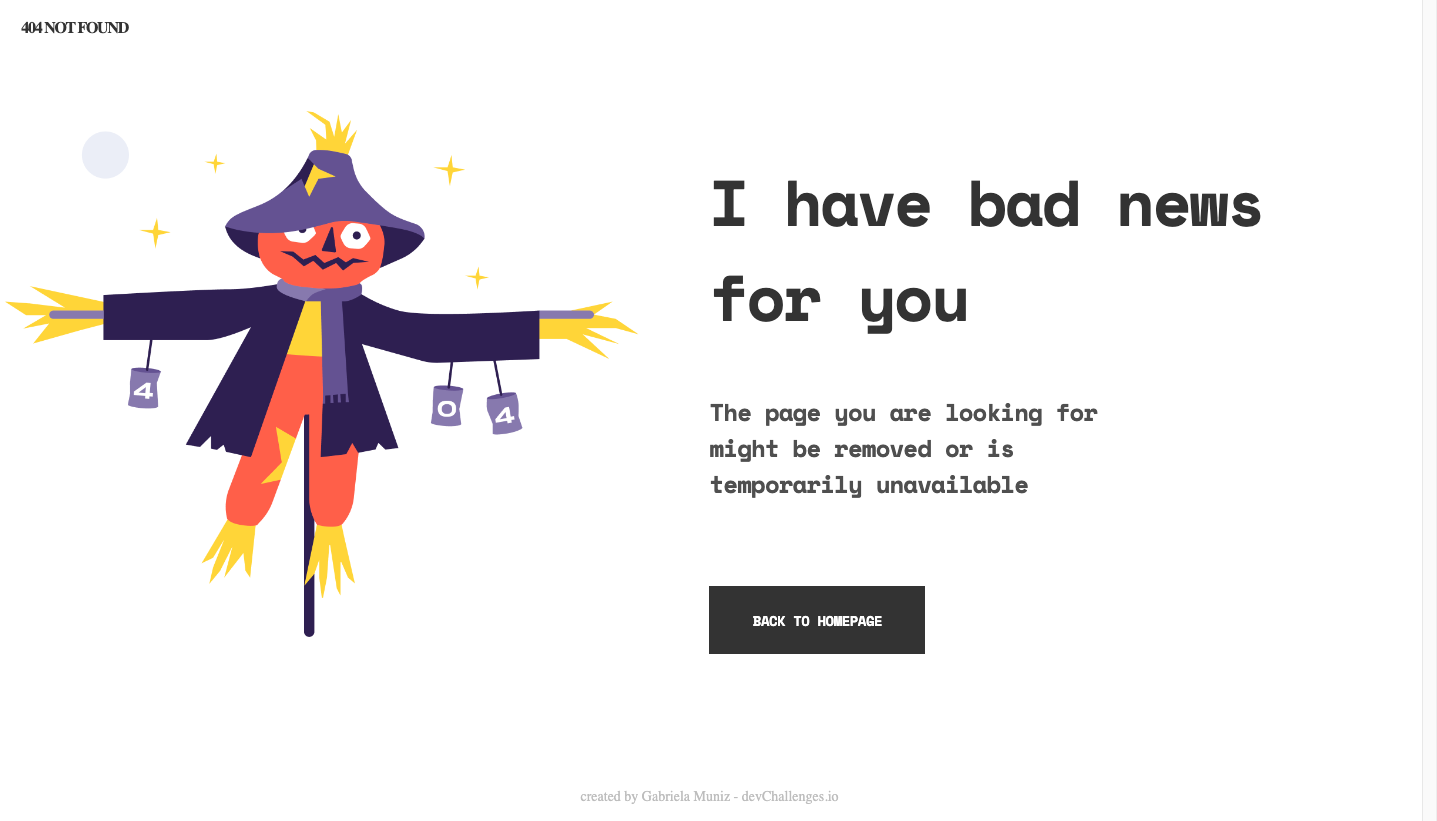 404 NOT FOUND
I have bad news
for you
The page you are looking for
might be removed or is
temporarily unavailable
4
0
4
BACK TO HOMEPAGE
created by Gabriela Muniz - devChallenges.io